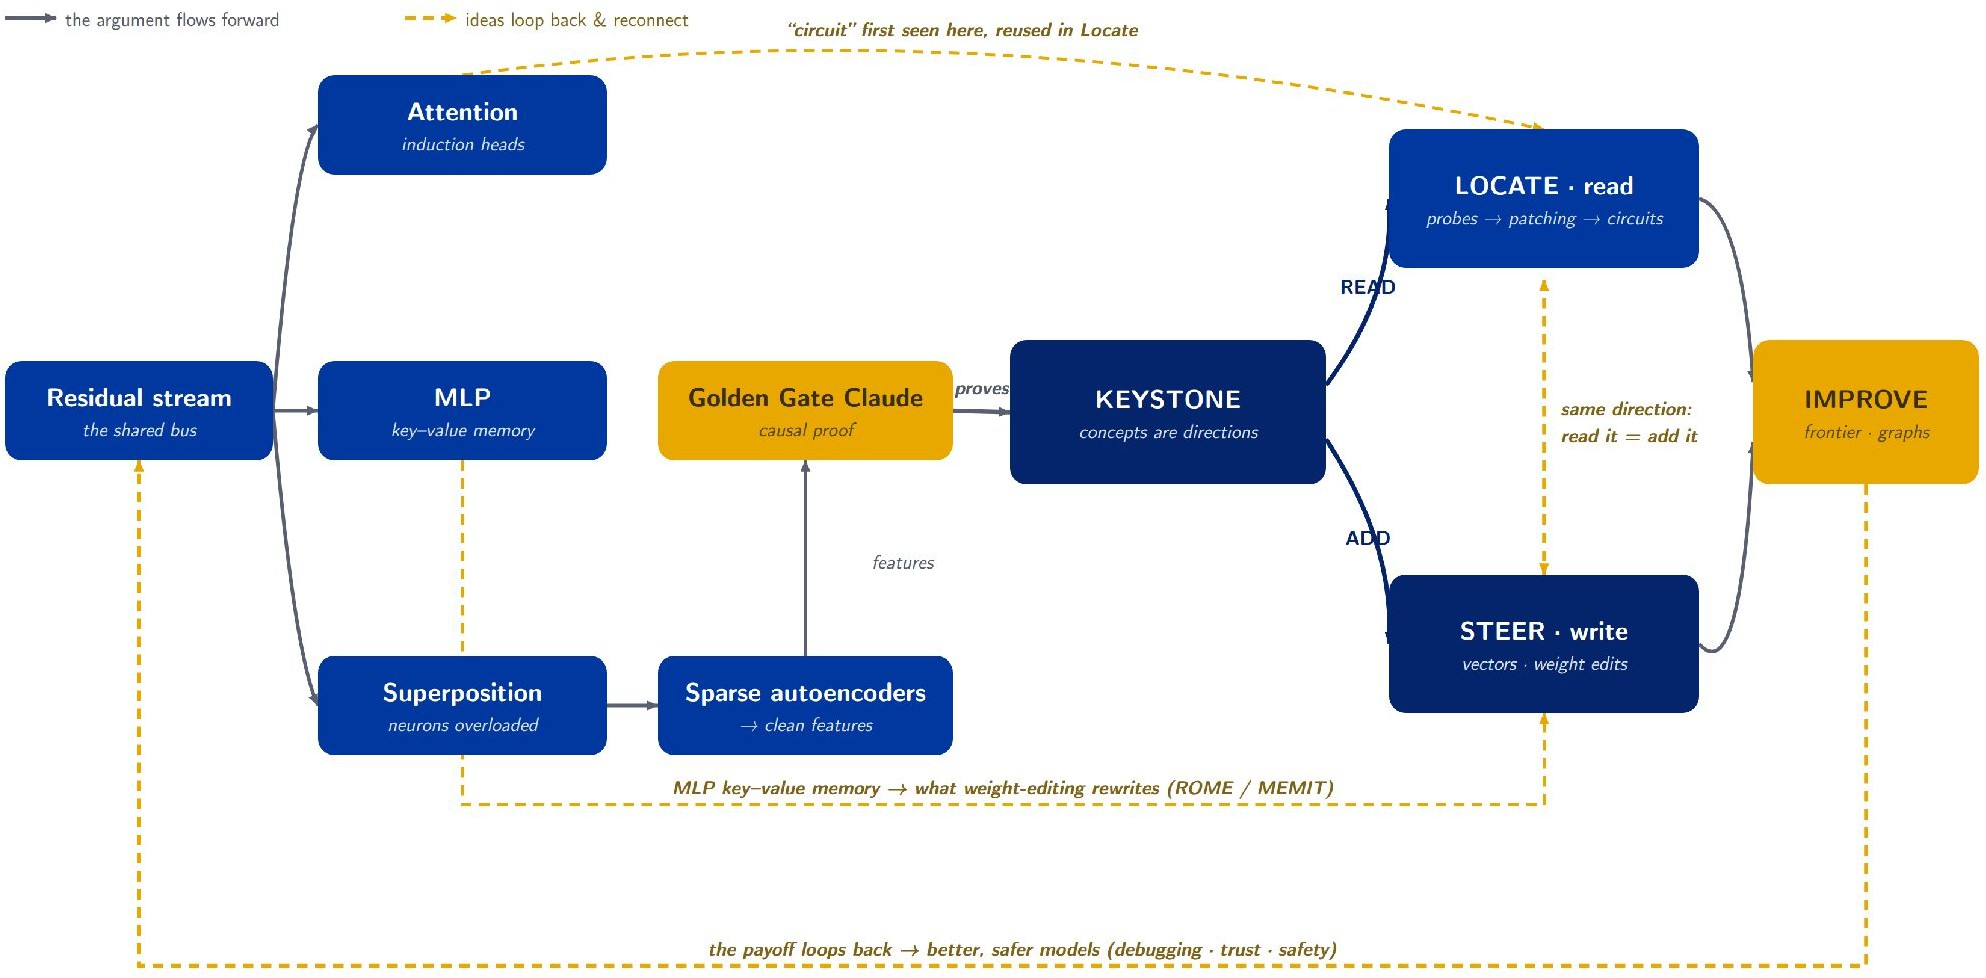 the argument flows forward
ideas loop back & reconnect
“circuit” first seen here, reused in Locate
Attention
induction heads
LOCATE · read
probes → patching → circuits
READ
Residual stream
the shared bus
MLP
key–value memory
Golden Gate Claude
causal proof
proves
KEYSTONE
concepts are directions
same direction:
read it = add it
IMPROVE
frontier · graphs
ADD
features
STEER · write
vectors · weight edits
Superposition
neurons overloaded
Sparse autoencoders
→ clean features
MLP key–value memory → what weight-editing rewrites (ROME / MEMIT)
the payoff loops back → better, safer models (debugging · trust · safety)